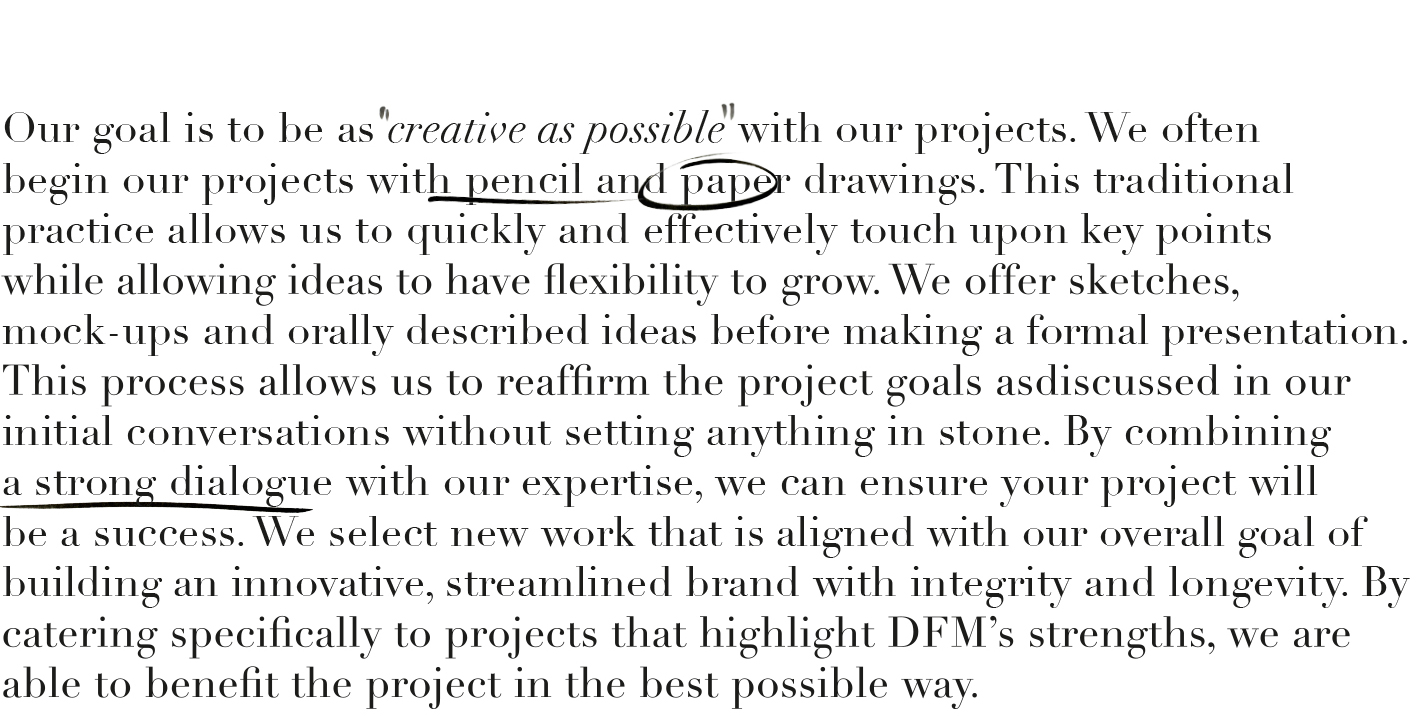 Our goal is to be as "creative as possible" with our projects. We often
begin our projects with pencil and paper drawings. This traditional
practice allows us to quickly and effectively touch upon key points
while allowing ideas to have flexibility to grow. We offer sketches,
mock-ups and orally described ideas before making a formal presentation.
This process allows us to reaffirm the project goals asdiscussed in our
initial conversations without setting anything in stone. By combining
a strong dialogue with our expertise, we can ensure your project will
be a success. We select new work that is aligned with our overall goal of
building an innovative, streamlined brand with integrity and longevity. By
catering specifically to projects that highlight DFM’s strengths, we are
able to benefit the project in the best possible way.